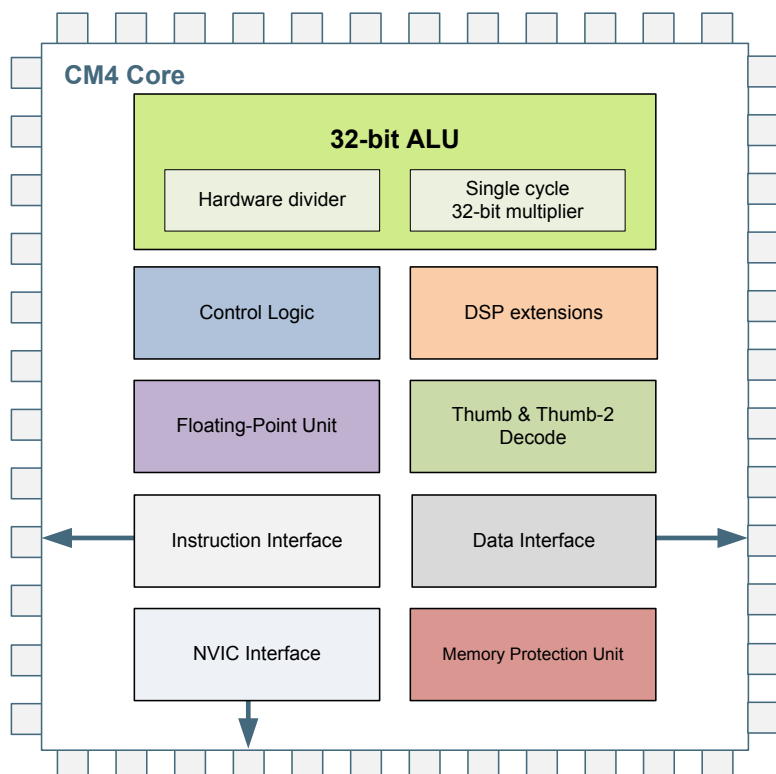 CM4 Core
32-bit ALU
Hardware divider
Single cycle
32-bit multiplier
Control Logic
DSP extensions
Floating-Point Unit
Thumb & Thumb-2
Decode
Instruction Interface
Data Interface
NVIC Interface
Memory Protection Unit